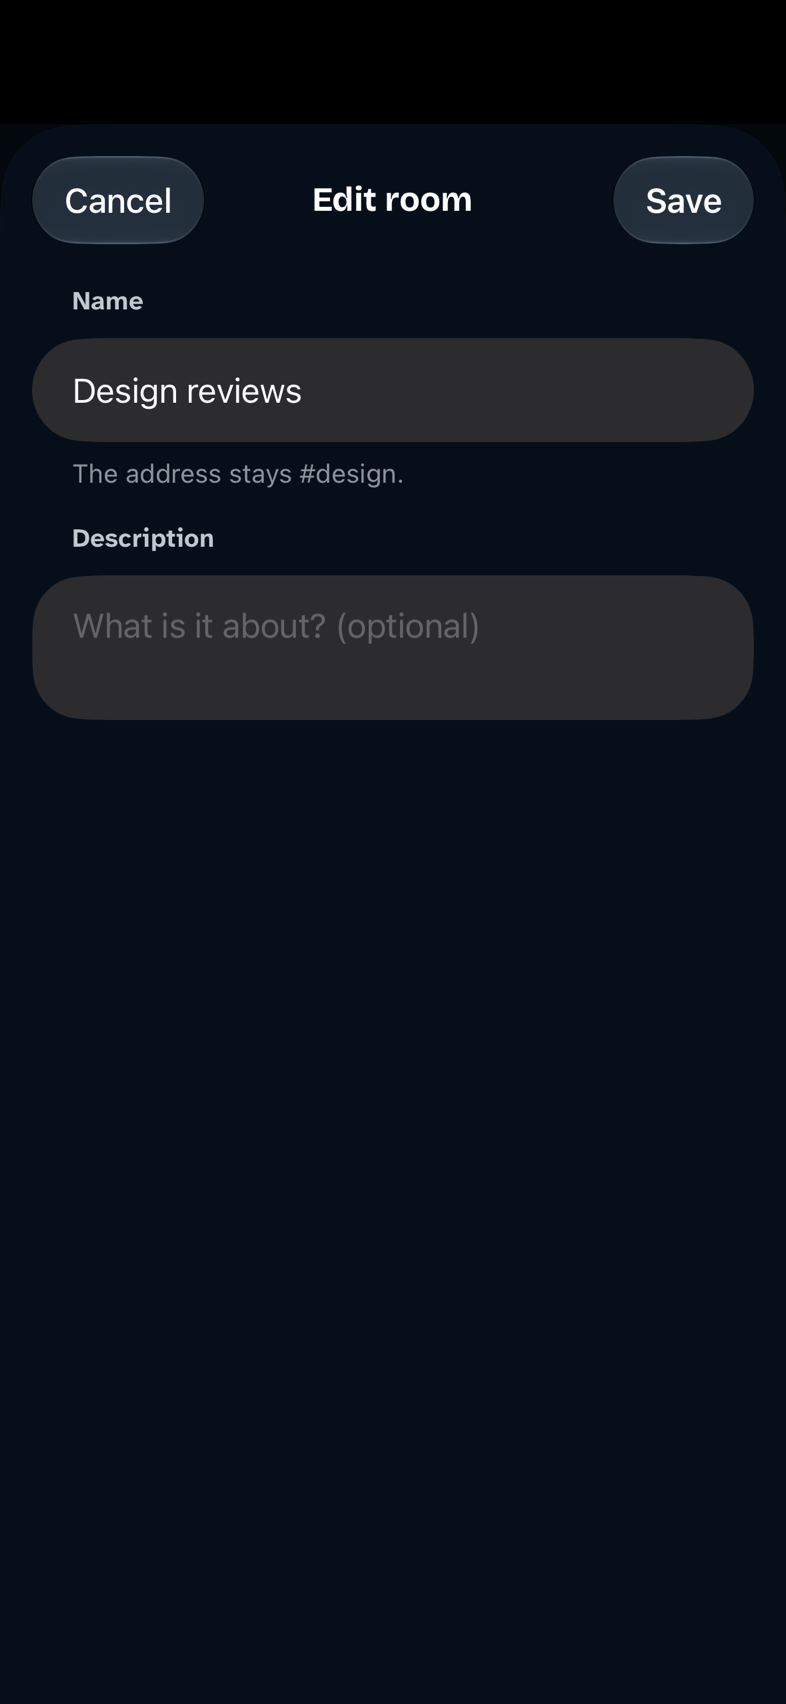 Cancel
Edit room
Save
Name
Design reviews
The address stays #design.
Description
What is it about? (optional)